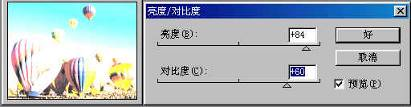 亮度/对比度
亮度(B): +84
好
取消
对比度(C): +60
预览(P)